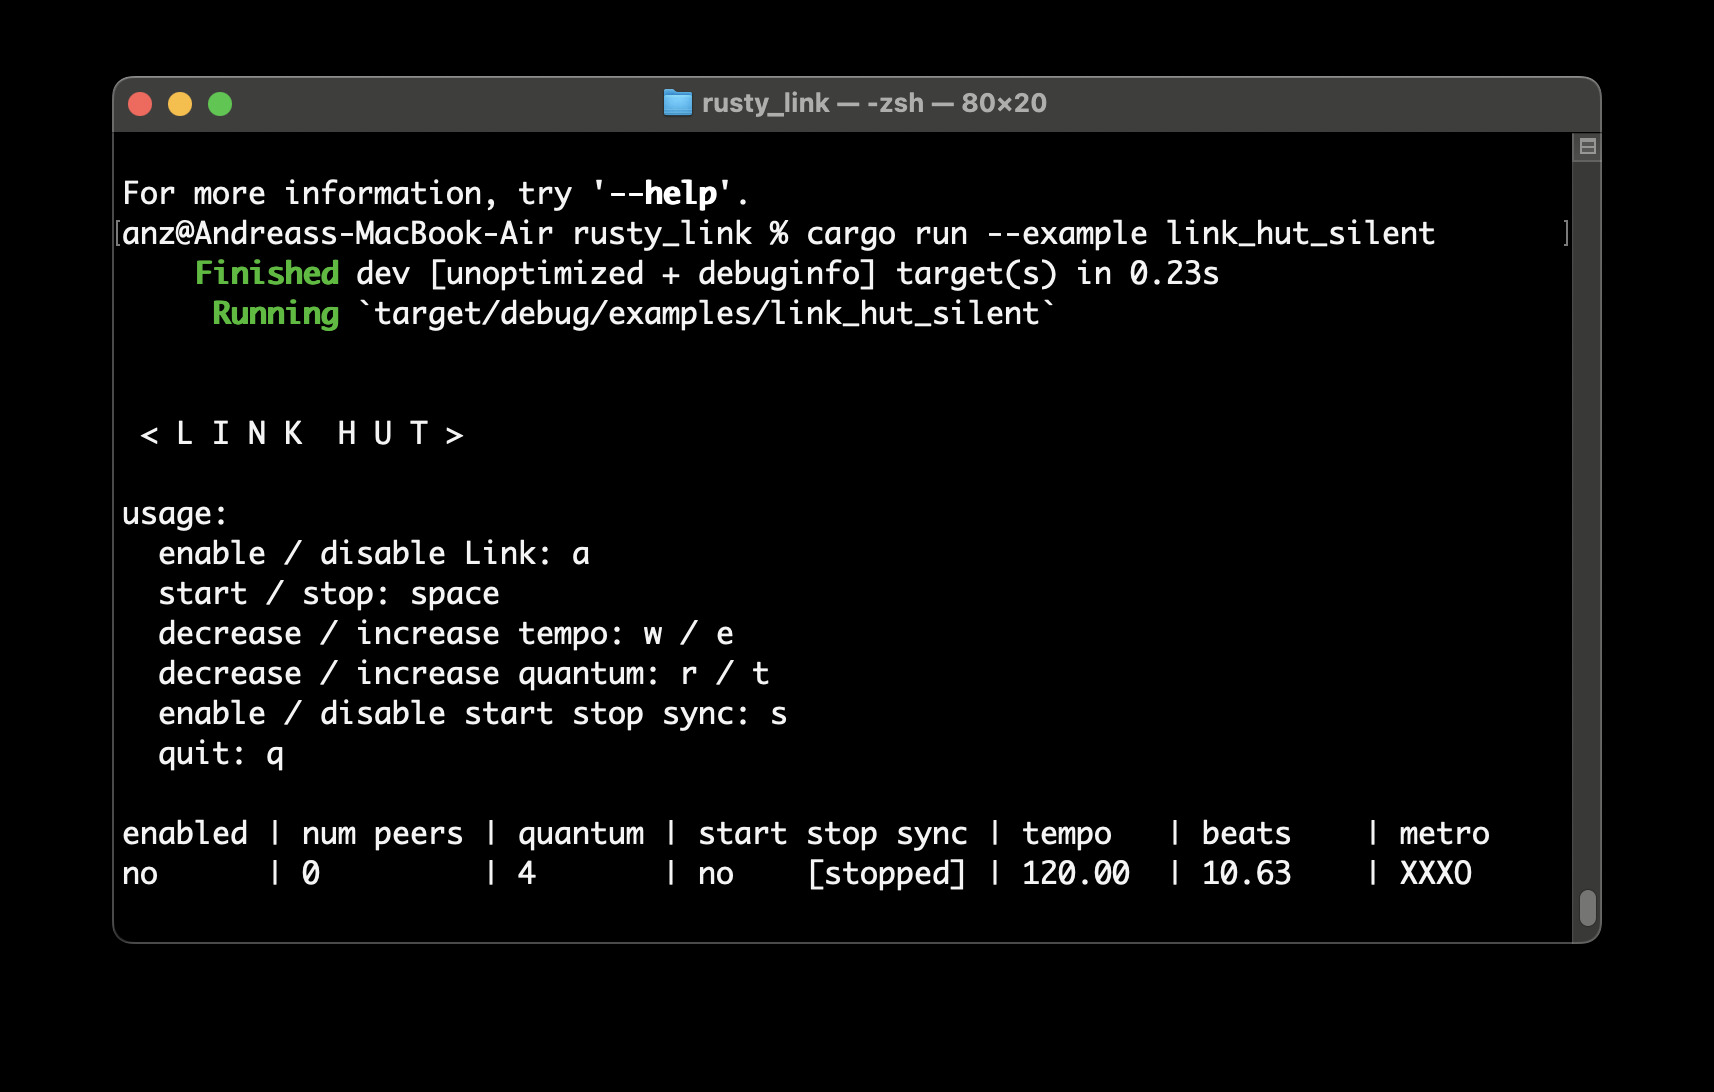 rusty_link — -zsh — 80×20
For more information, try '--help'.
[anz@Andreass-MacBook-Air rusty_link % cargo run --example link_hut_silent ]
    Finished dev [unoptimized + debuginfo] target(s) in 0.23s
     Running `target/debug/examples/link_hut_silent`
 < L I N K  H U T >
usage:
  enable / disable Link: a
  start / stop: space
  decrease / increase tempo: w / e
  decrease / increase quantum: r / t
  enable / disable start stop sync: s
  quit: q
enabled | num peers | quantum | start stop sync | tempo   | beats    | metro
no      | 0         | 4       | no    [stopped] | 120.00  | 10.63    | XXXO